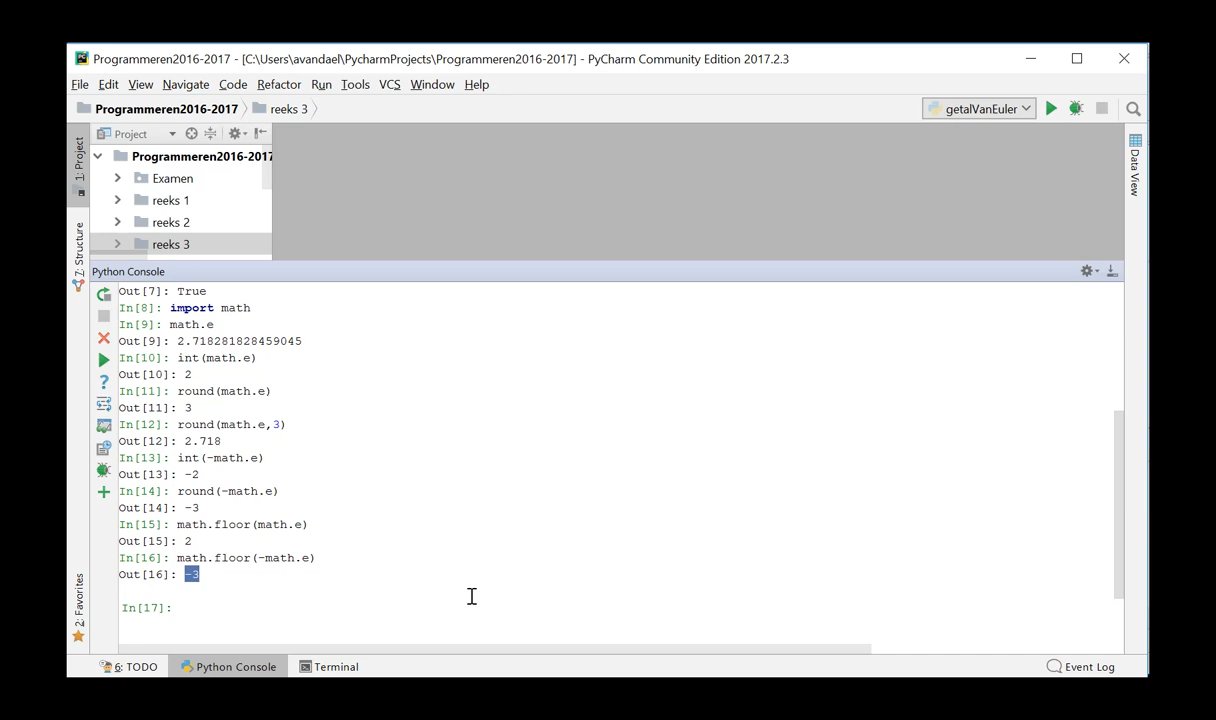 Programmeren2016-2017 - [C:\Users\avandael\PycharmProjects\Programmeren2016-2017] - PyCharm Community Edition 2017.2.3
File Edit View Navigate Code Refactor Run Tools VCS Window Help
Programmeren2016-2017 reeks 3 getalVanEuler
1: Project
Project
Programmeren2016-2017
Examen
reeks 1
reeks 2
reeks 3
7: Structure
Data View
Python Console
Out[7]: True
In[8]: import math
In[9]: math.e
Out[9]: 2.718281828459045
In[10]: int(math.e)
Out[10]: 2
In[11]: round(math.e)
Out[11]: 3
In[12]: round(math.e,3)
Out[12]: 2.718
In[13]: int(-math.e)
Out[13]: -2
In[14]: round(-math.e)
Out[14]: -3
In[15]: math.floor(math.e)
Out[15]: 2
In[16]: math.floor(-math.e)
Out[16]: -3
In[17]:
2: Favorites
6: TODO Python Console Terminal Event Log